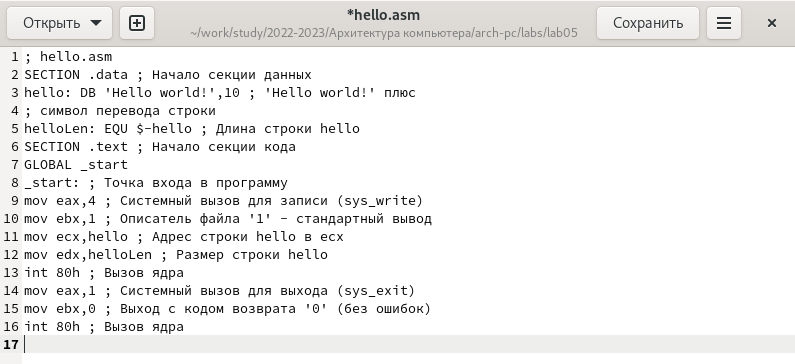 Открыть
*hello.asm
~/work/study/2022-2023/Архитектура компьютера/arch-pc/labs/lab05
Сохранить
1 ; hello.asm
2 SECTION .data ; Начало секции данных
3 hello: DB 'Hello world!',10 ; 'Hello world!' плюс
4 ; символ перевода строки
5 helloLen: EQU $-hello ; Длина строки hello
6 SECTION .text ; Начало секции кода
7 GLOBAL _start
8 _start: ; Точка входа в программу
9 mov eax,4 ; Системный вызов для записи (sys_write)
10 mov ebx,1 ; Описатель файла '1' - стандартный вывод
11 mov ecx,hello ; Адрес строки hello в ecx
12 mov edx,helloLen ; Размер строки hello
13 int 80h ; Вызов ядра
14 mov eax,1 ; Системный вызов для выхода (sys_exit)
15 mov ebx,0 ; Выход с кодом возврата '0' (без ошибок)
16 int 80h ; Вызов ядра
17